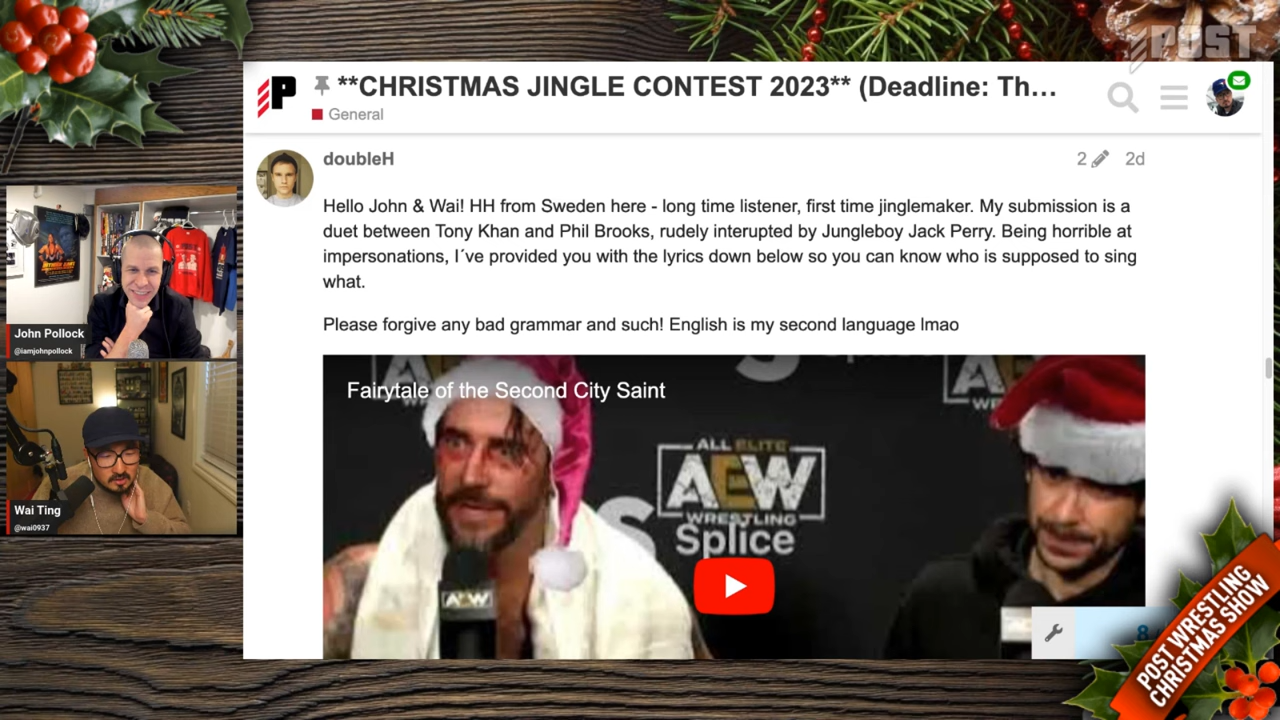 POST
**CHRISTMAS JINGLE CONTEST 2023** (Deadline: Th...
General
doubleH
2
2d
Hello John & Wai! HH from Sweden here - long time listener, first time jinglemaker. My submission is a
duet between Tony Khan and Phil Brooks, rudely interupted by Jungleboy Jack Perry. Being horrible at
impersonations, I´ve provided you with the lyrics down below so you can know who is supposed to sing
what.
Please forgive any bad grammar and such! English is my second language lmao
Fairytale of the Second City Saint
ALL ELITE
AEW
WRESTLING
Splice
AEW
John Pollock
@iamjohnpollock
Wai Ting
@wai0937
8
POST WRESTLING
CHRISTMAS SHOW